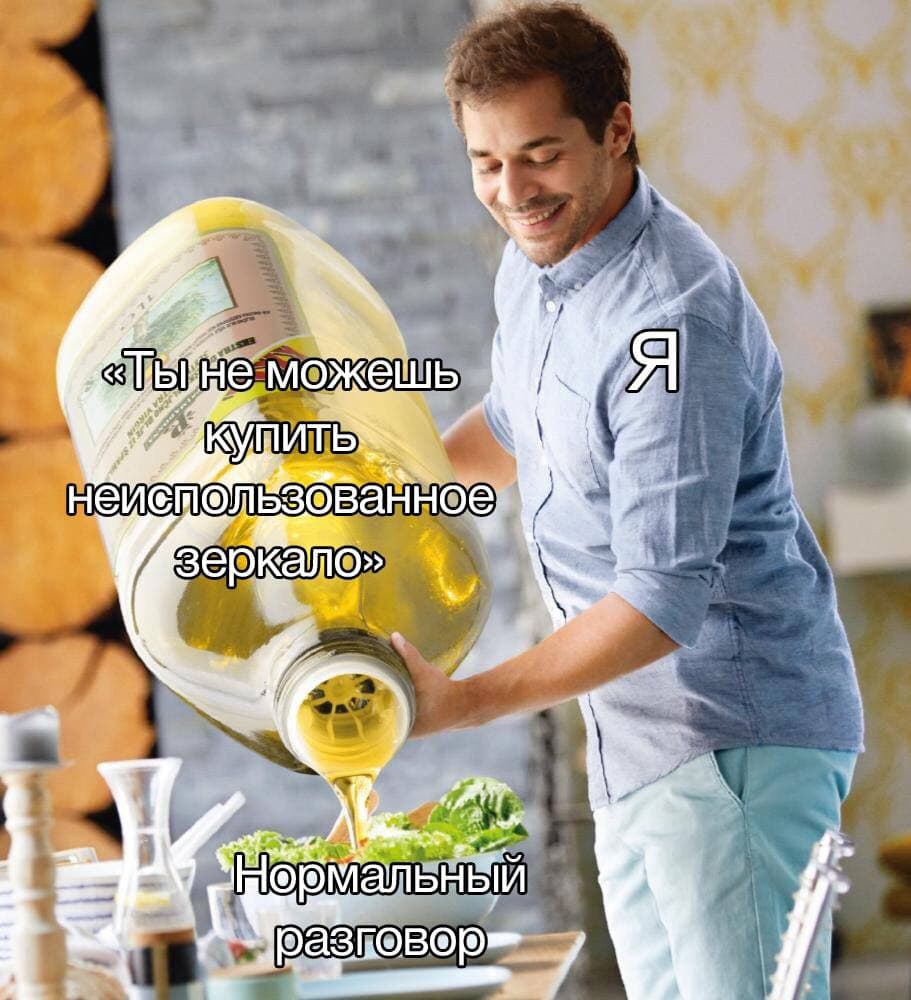 «Ты не можешь
купить
неиспользованное
зеркало»
Я
Нормальный
разговор